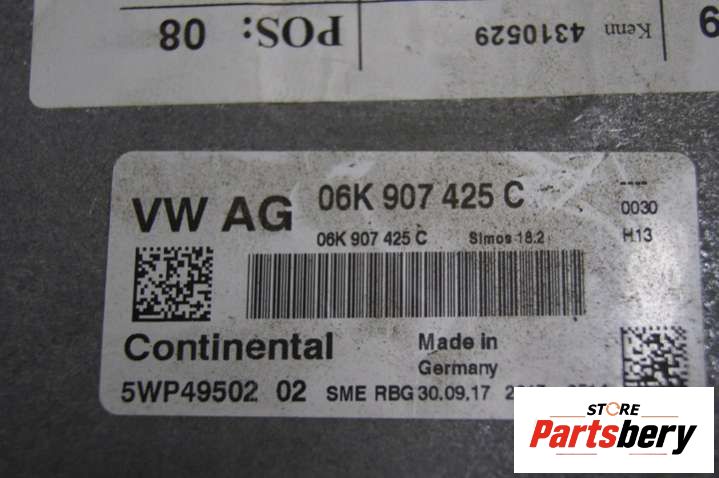 POS: 08
Kenn 4310529
9
VW AG 06K 907 425 C
----
0030
06K 907 425 C Simos 18.2
H13
Continental
Made in
Germany
5WP49502 02 SME RBG 30.09.17
STORE
Partsbery